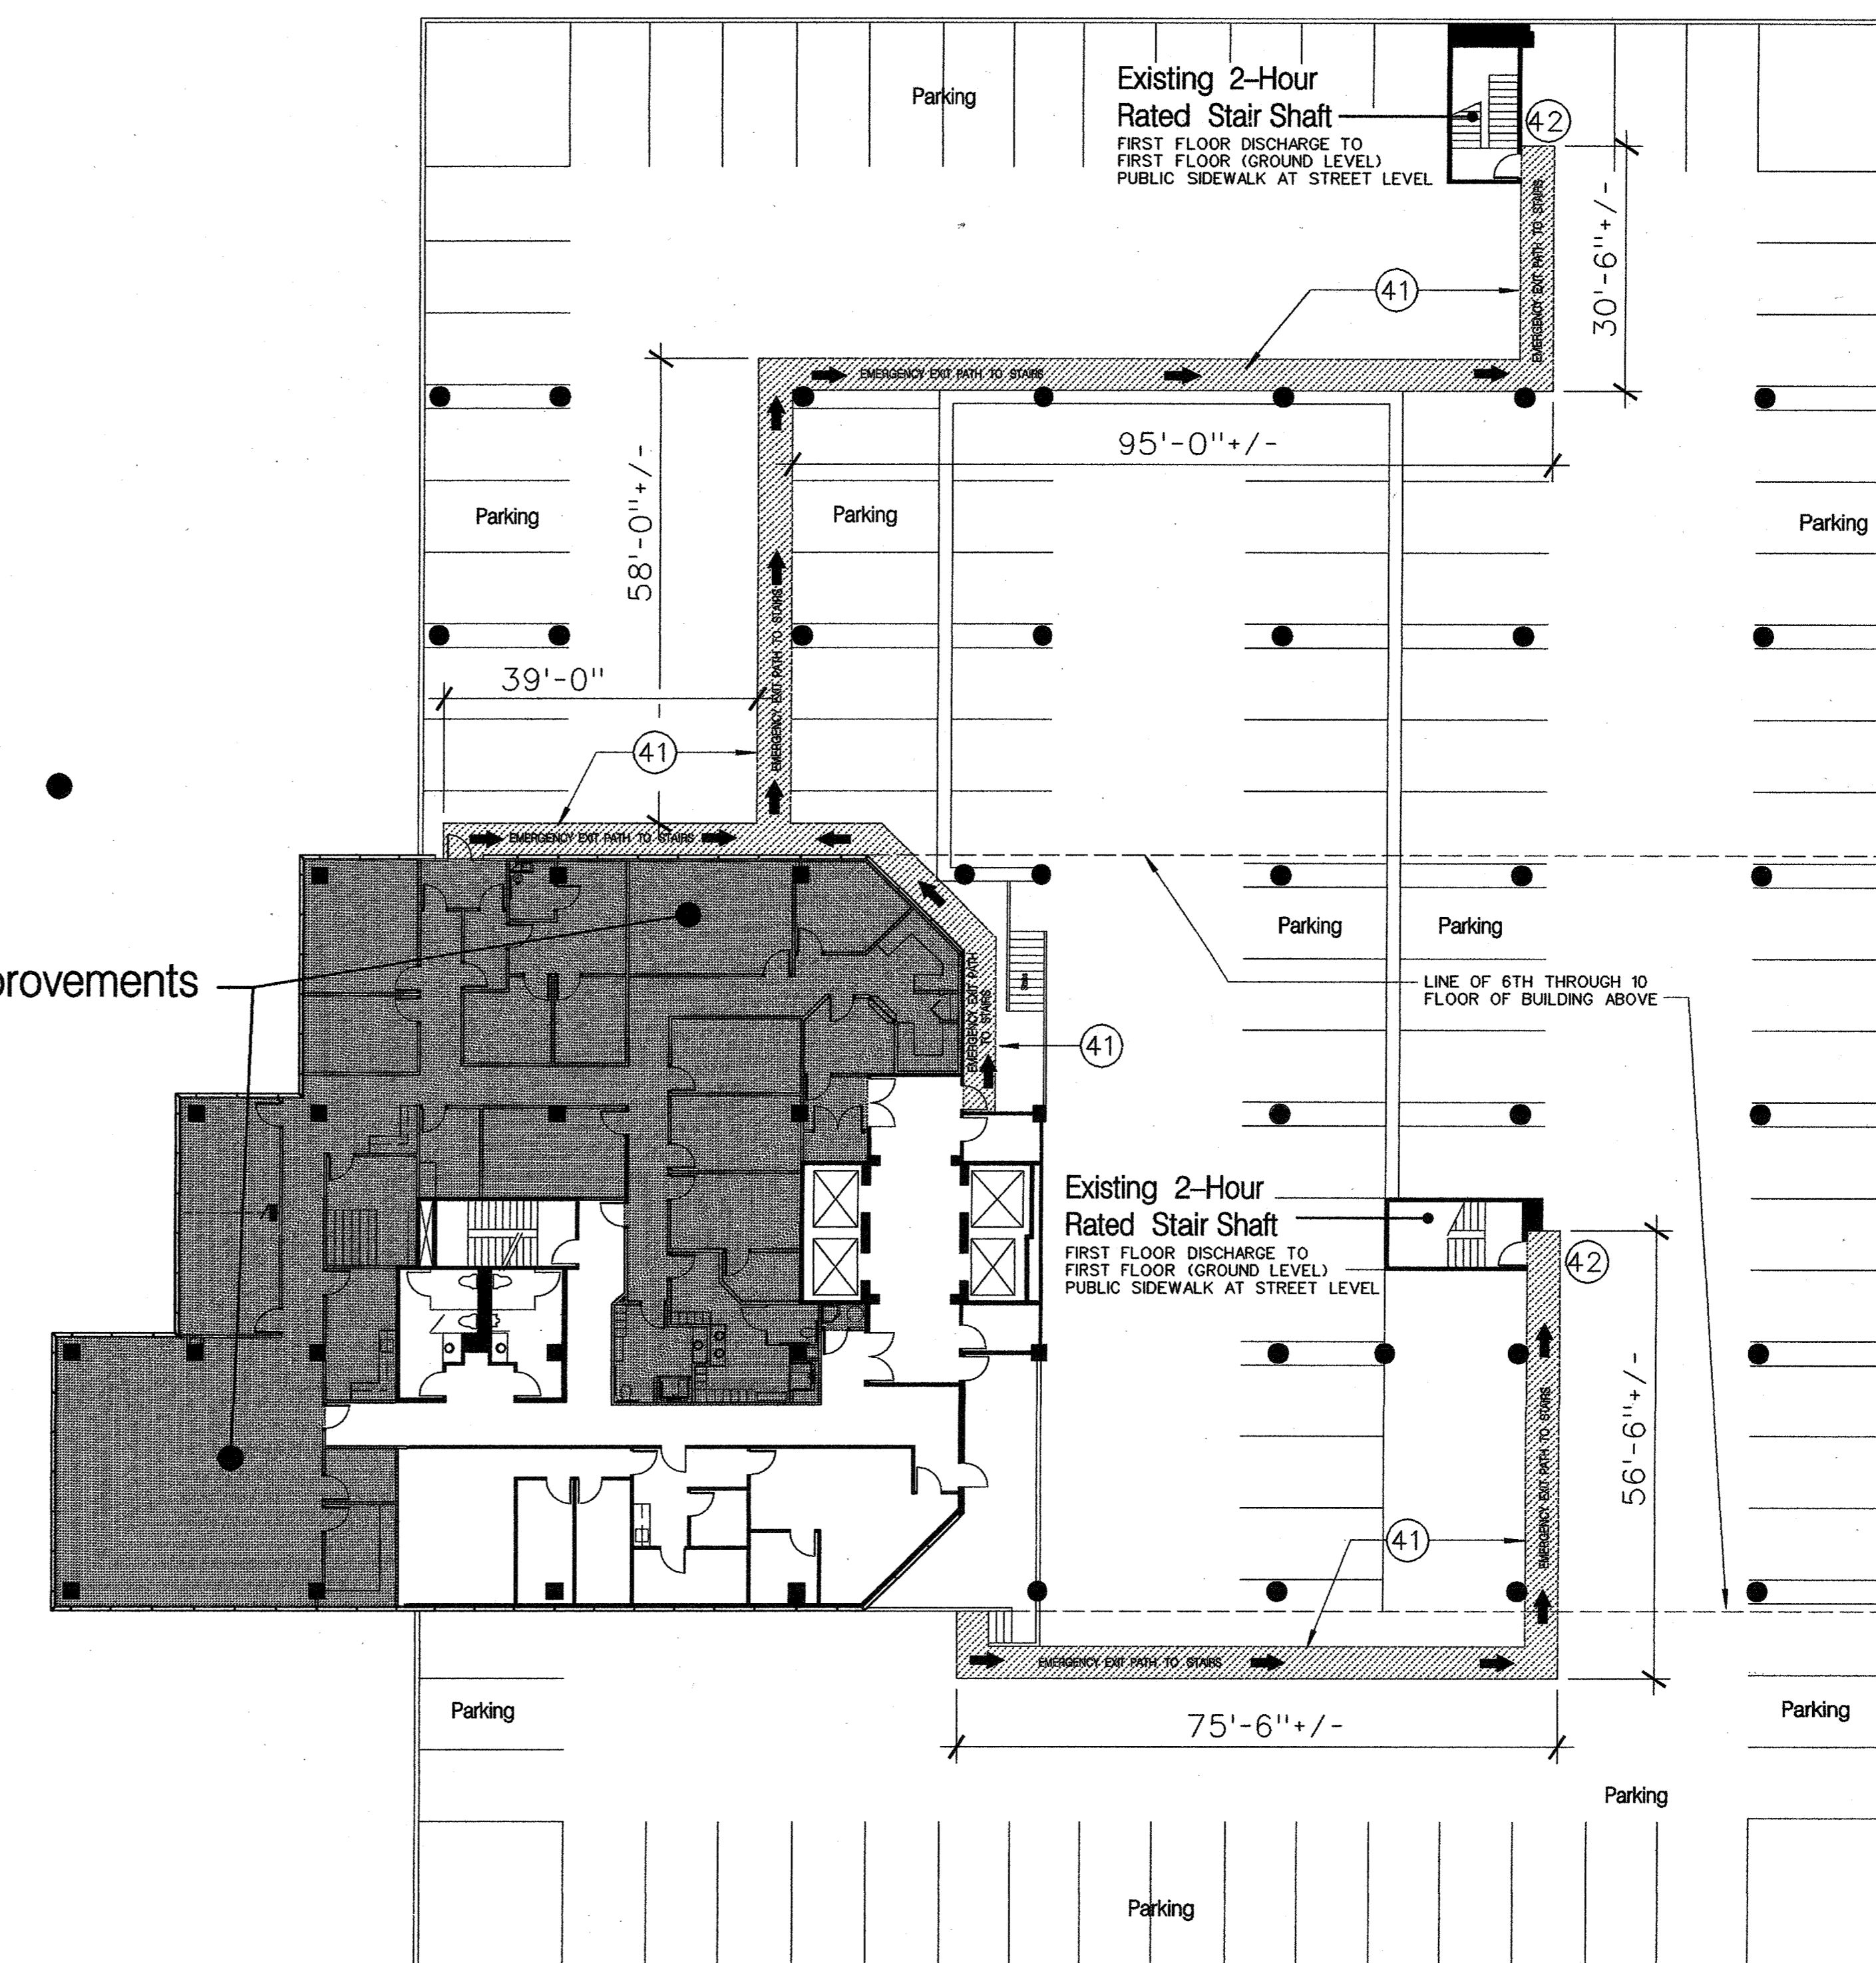 Parking
Existing 2–Hour
Rated Stair Shaft
FIRST FLOOR DISCHARGE TO
FIRST FLOOR (GROUND LEVEL)
PUBLIC SIDEWALK AT STREET LEVEL
42
EMERGENCY EXIT PATH TO STAIRS
30'-6"+/-
41
EMERGENCY EXIT PATH TO STAIRS
95'-0"+/-
58'-0"+/-
Parking
Parking
Parking
EMERGENCY EXIT PATH TO STAIRS
39'-0"
EMERGENCY EXIT PATH TO STAIRS
41
EMERGENCY EXIT PATH TO STAIRS
Parking
Parking
provements
LINE OF 6TH THROUGH 10
FLOOR OF BUILDING ABOVE
EMERGENCY EXIT PATH
TO STAIRS
41
Existing 2–Hour
Rated Stair Shaft
FIRST FLOOR DISCHARGE TO
FIRST FLOOR (GROUND LEVEL)
PUBLIC SIDEWALK AT STREET LEVEL
42
56'-6"+/-
EMERGENCY EXIT PATH TO STAIRS
41
EMERGENCY EXIT PATH TO STAIRS
Parking
Parking
75'-6"+/-
Parking
Parking